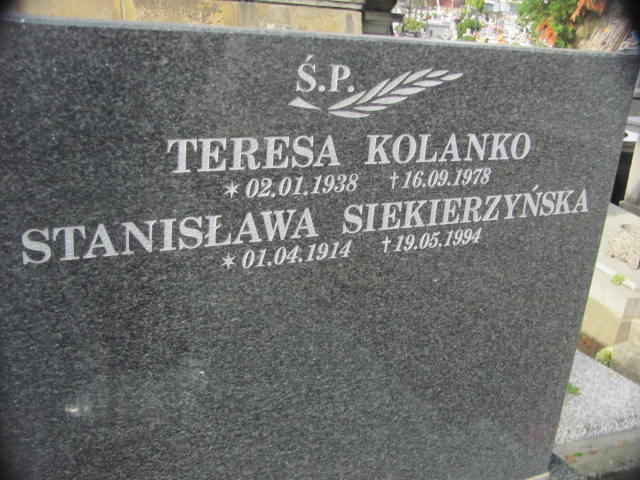 Ś.P.
TERESA KOLANKO
* 02.01.1938 † 16.09.1978
STANISŁAWA SIEKIERZYŃSKA
* 01.04.1914 † 19.05.1994